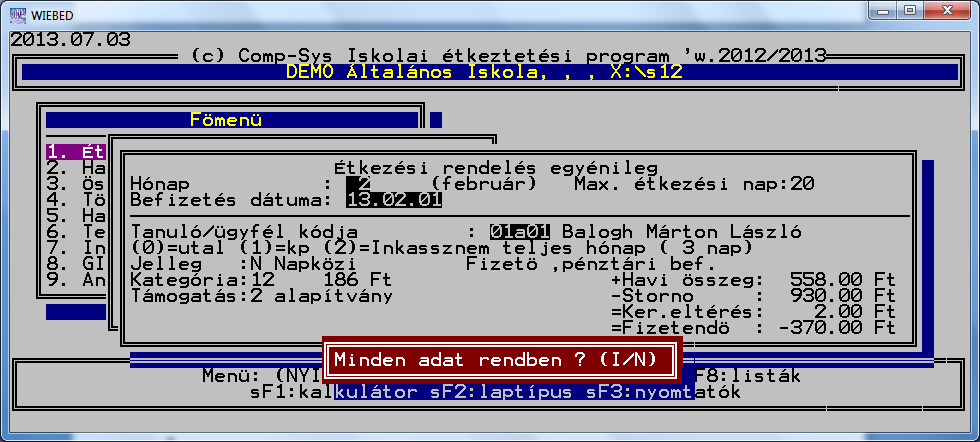 WIEBED
2013.07.03
(c) Comp-Sys Iskolai étkeztetési program 'w.2012/2013
DEMO Általános Iskola, , , X:\s12
Fömenü
1. Ét
2. Ha
3. ös
4. Tö
5. Ha
6. Te
7. In
8. GI
9. An
Étkezési rendelés egyénileg
Hónap : 2 (február) Max. étkezési nap:20
Befizetés dátuma: 13.02.01
Tanuló/ügyfél kódja : 01a01 Balogh Márton László
(0)=utal (1)=kp (2)=Inkassznem teljes hónap ( 3 nap)
Jelleg :N Napközi Fizetö ,pénztári bef.
Kategória:12 186 Ft +Havi összeg: 558.00 Ft
Támogatás:2 alapítvány -Storno : 930.00 Ft
=Ker.eltérés: 2.00 Ft
=Fizetendö : -370.00 Ft
Minden adat rendben ? (I/N)
Menü: (NYI F8:listák
sF1:kalkulátor sF2:laptípus sF3:nyomtatók